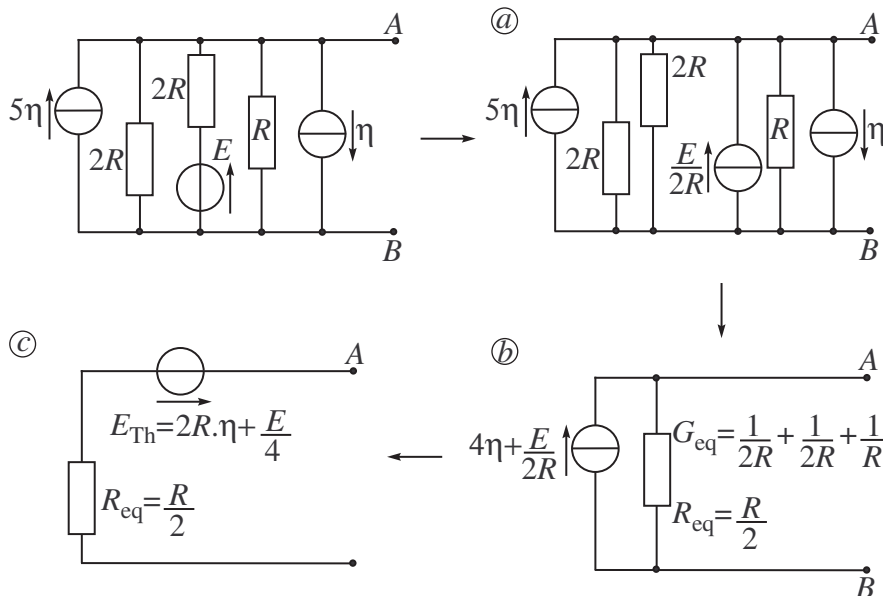 A
5η
2R
2R
E
R
η
B
a
A
5η
2R
2R
E/2R
R
η
B
c
A
E_Th=2R.η+E/4
R_eq=R/2
b
A
4η+E/2R
G_eq=1/2R+1/2R+1/R
R_eq=R/2
B